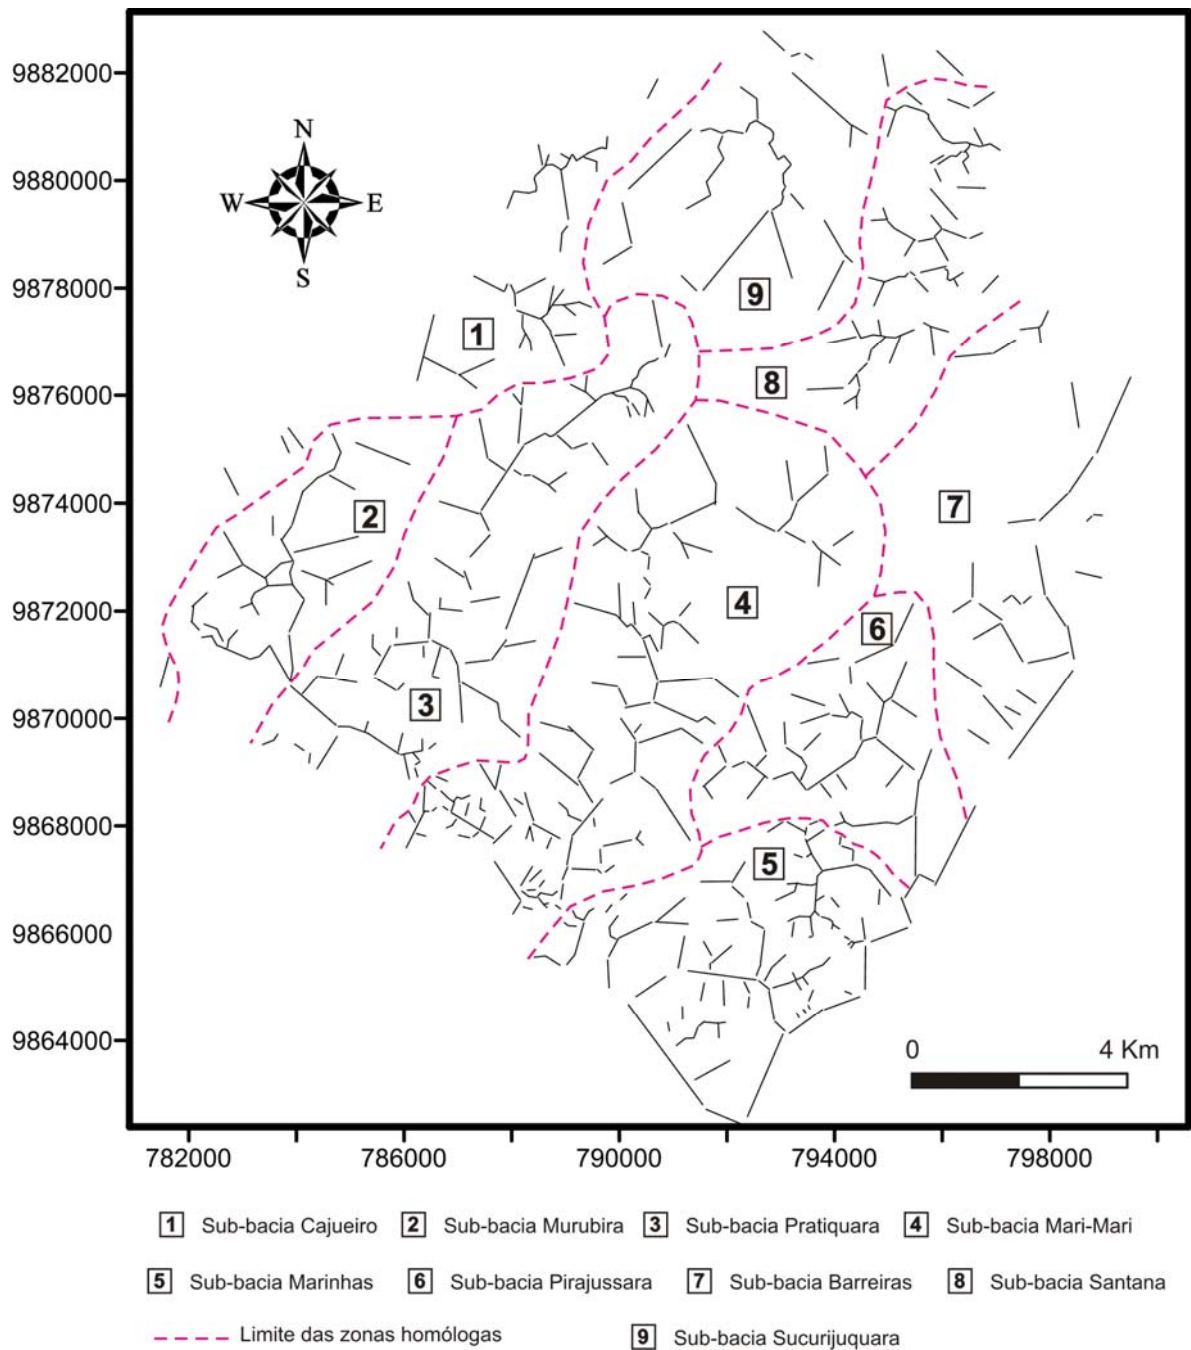 9882000
N
9880000
W E
S
9878000
9
1
9876000
8
9874000
2
7
9872000
4
6
3
9870000
9868000
5
9866000
9864000
0 4 Km
782000 786000 790000 794000 798000
1 Sub-bacia Cajueiro 2 Sub-bacia Murubira 3 Sub-bacia Pratiquara 4 Sub-bacia Mari-Mari
5 Sub-bacia Marinhas 6 Sub-bacia Pirajussara 7 Sub-bacia Barreiras 8 Sub-bacia Santana
Limite das zonas homólogas 9 Sub-bacia Sucurijuquara